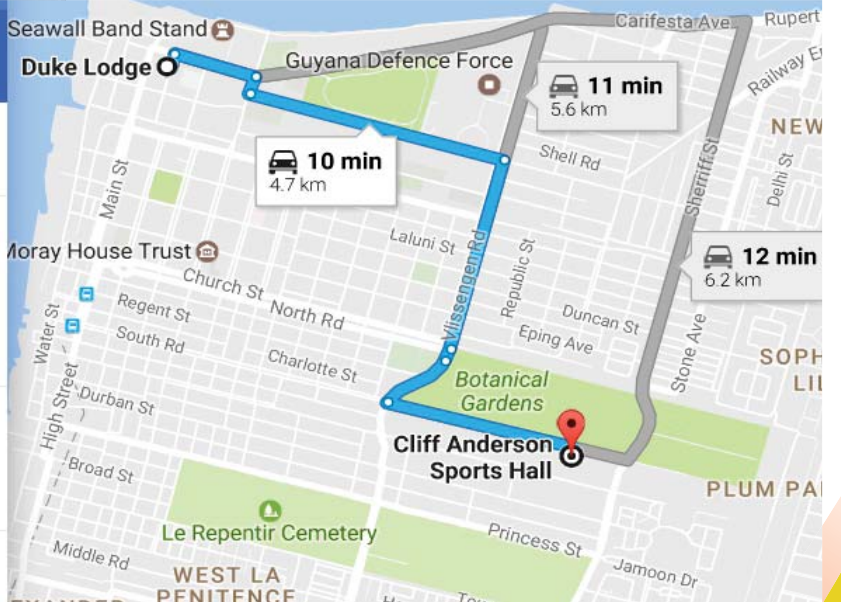 Seawall Band Stand
Carifesta Ave
Rupert
Duke Lodge
Guyana Defence Force
Railway E
11 min
5.6 km
NEW
10 min
4.7 km
Shell Rd
Sherriff St
Delhi St
Main St
Laluni St
Moray House Trust
Vlissengen Rd
Republic St
12 min
6.2 km
Church St
Regent St
North Rd
Duncan St
Water St
South Rd
Eping Ave
Stone Ave
Charlotte St
SOPH
LIL
High Street
Durban St
Botanical
Gardens
Cliff Anderson
Sports Hall
Broad St
PLUM PA
Le Repentir Cemetery
Princess St
Middle Rd
Jamoon Dr
WEST LA
PENITENCE